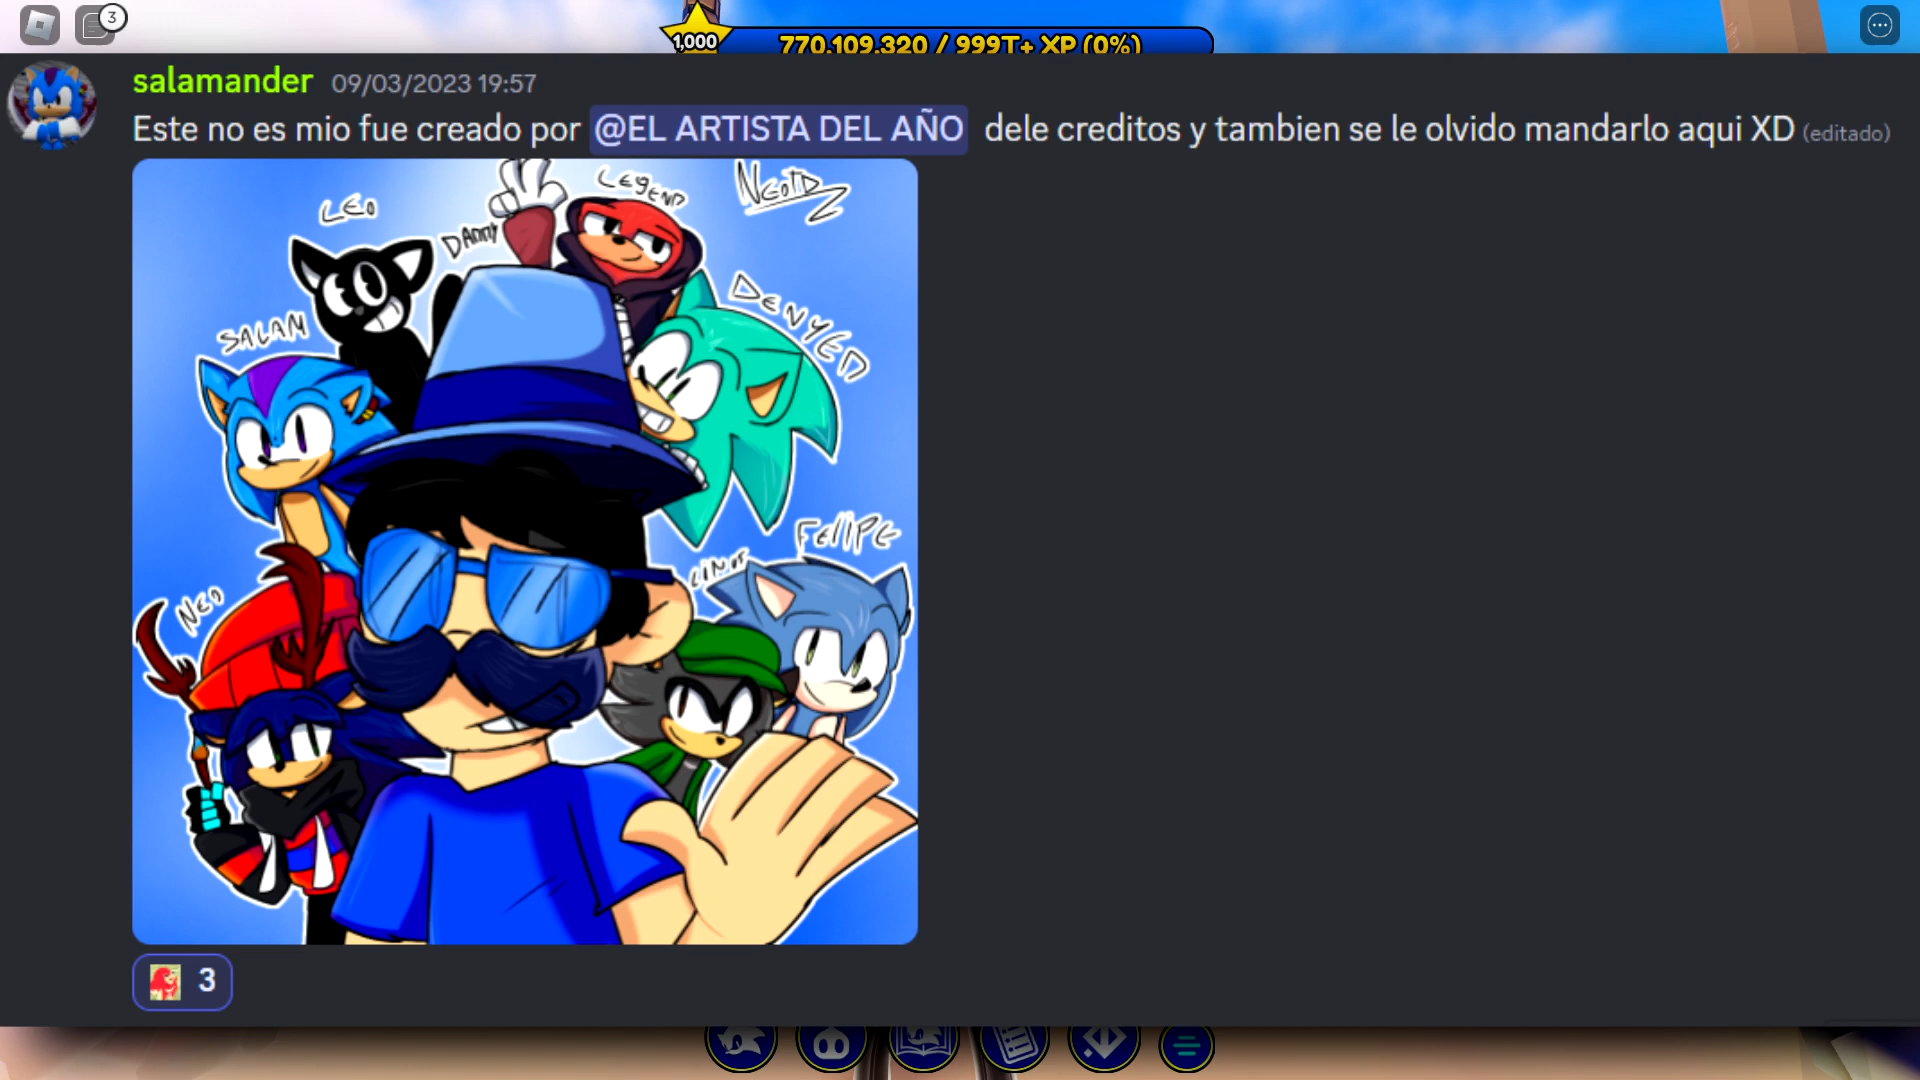 3
1,000
770,109,320 / 999T+ XP (0%)
salamander 09/03/2023 19:57
Este no es mio fue creado por @EL ARTISTA DEL AÑO dele creditos y tambien se le olvido mandarlo aqui XD (editado)
LEGEND
LEO
DANNY
DENYED
SALAM
FELIPE
NEO
3